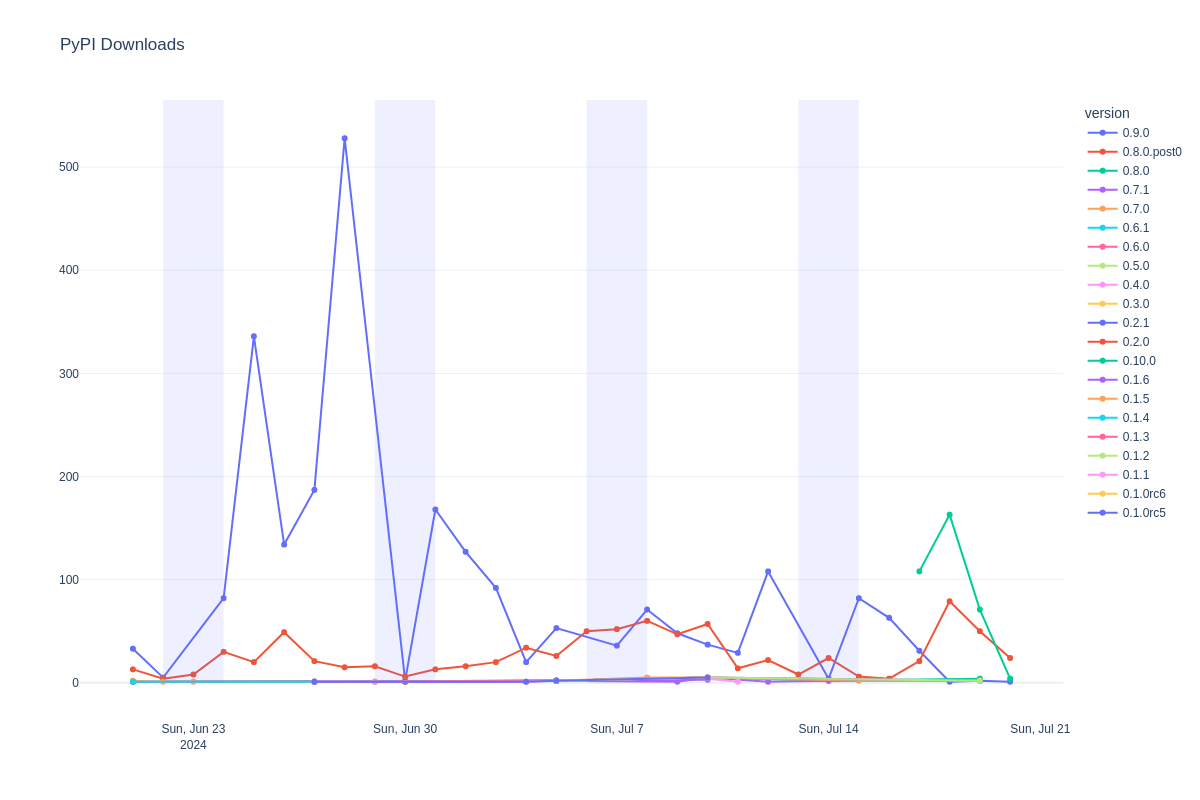 PyPI Downloads
500
400
300
200
100
0
Sun, Jun 23
2024
Sun, Jun 30
Sun, Jul 7
Sun, Jul 14
Sun, Jul 21
version
0.9.0
0.8.0.post0
0.8.0
0.7.1
0.7.0
0.6.1
0.6.0
0.5.0
0.4.0
0.3.0
0.2.1
0.2.0
0.10.0
0.1.6
0.1.5
0.1.4
0.1.3
0.1.2
0.1.1
0.1.0rc6
0.1.0rc5